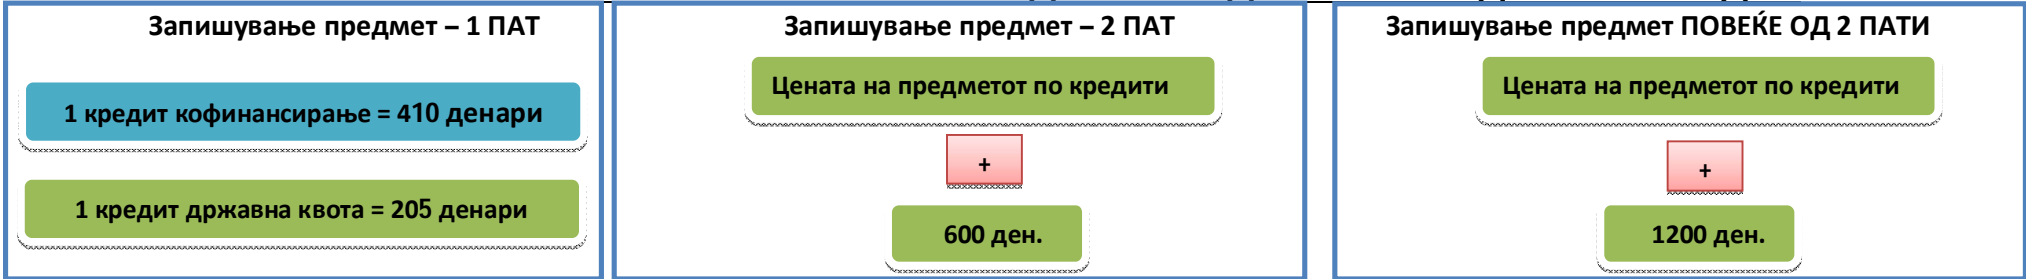 Запишување предмет – 1 ПАТ
1 кредит кофинансирање = 410 денари
1 кредит државна квота = 205 денари
Запишување предмет – 2 ПАТ
Цената на предметот по кредити
+
600 ден.
Запишување предмет ПОВЕЌЕ ОД 2 ПАТИ
Цената на предметот по кредити
+
1200 ден.